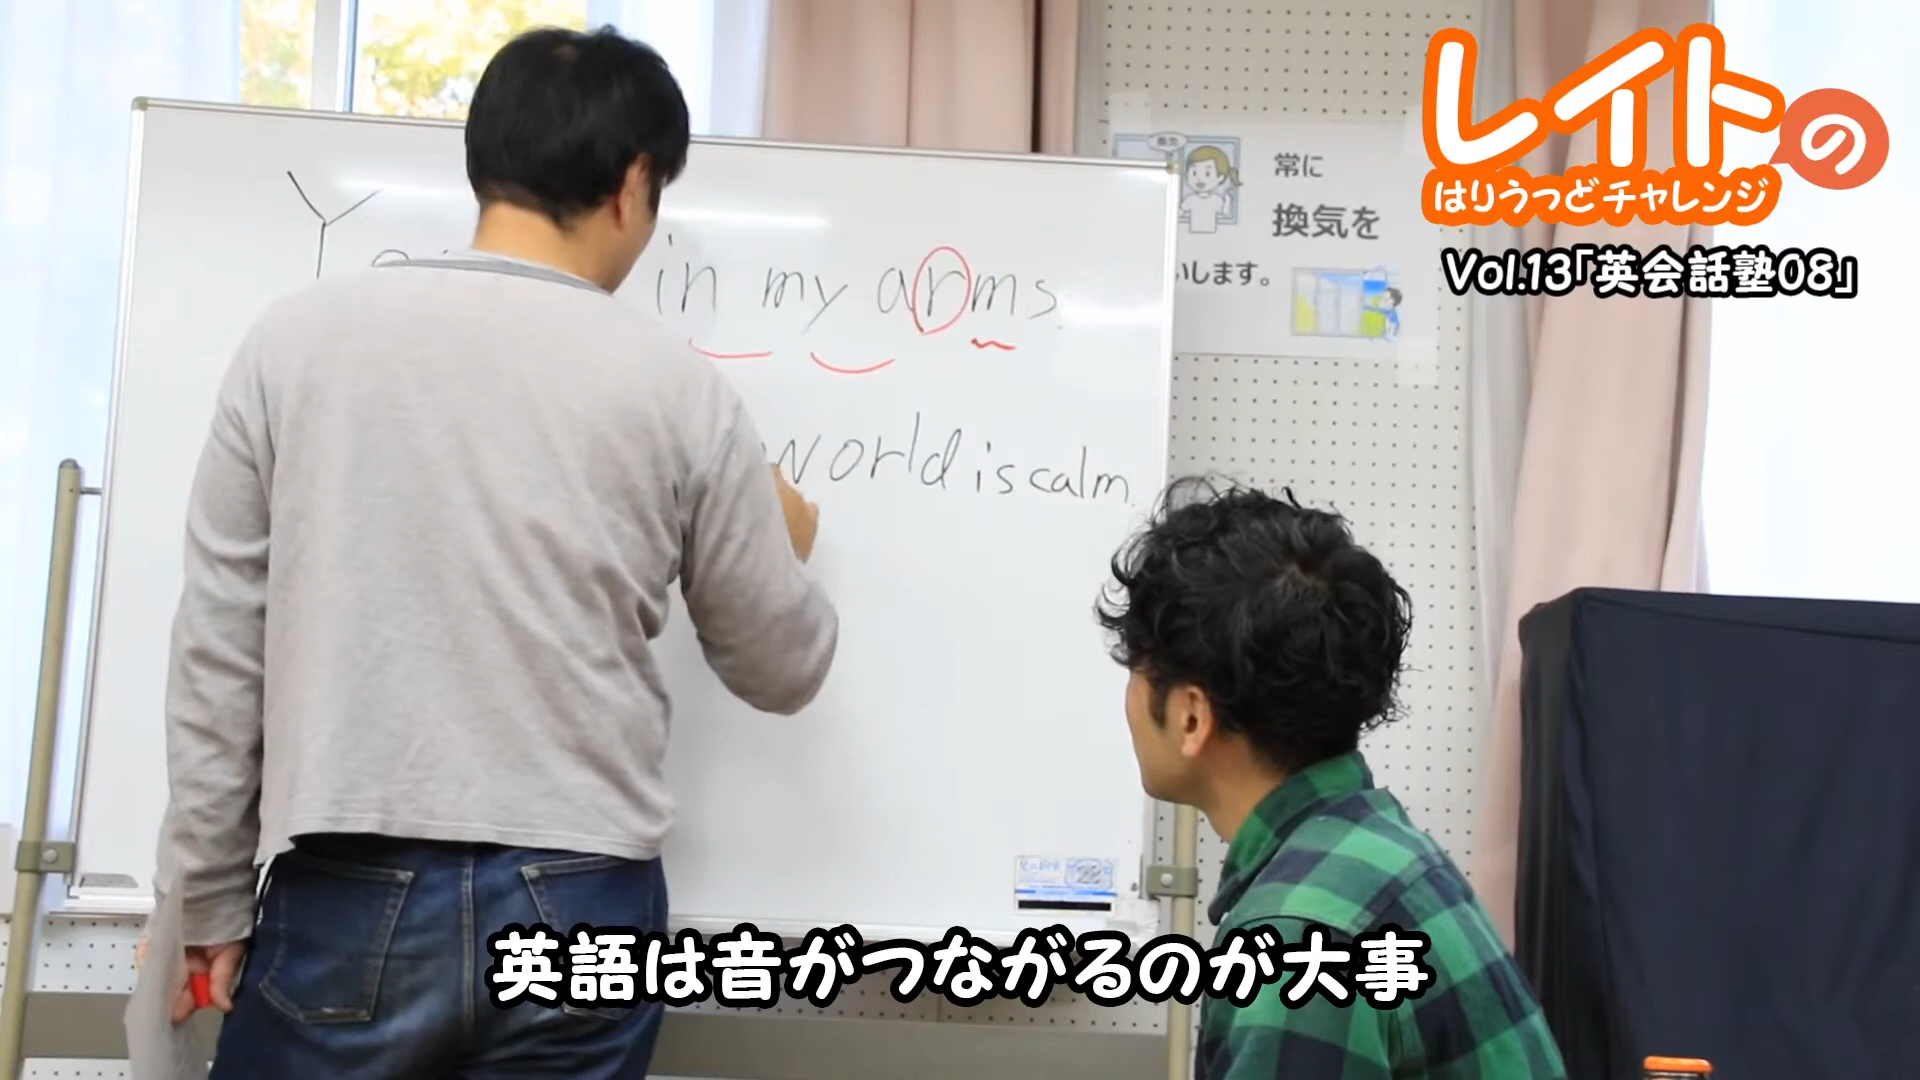 レイトの
はりうっどチャレンジ
Vol.13「英会話塾08」
常に
換気を
します。
in my arms.
world is calm.
英語は音がつながるのが大事